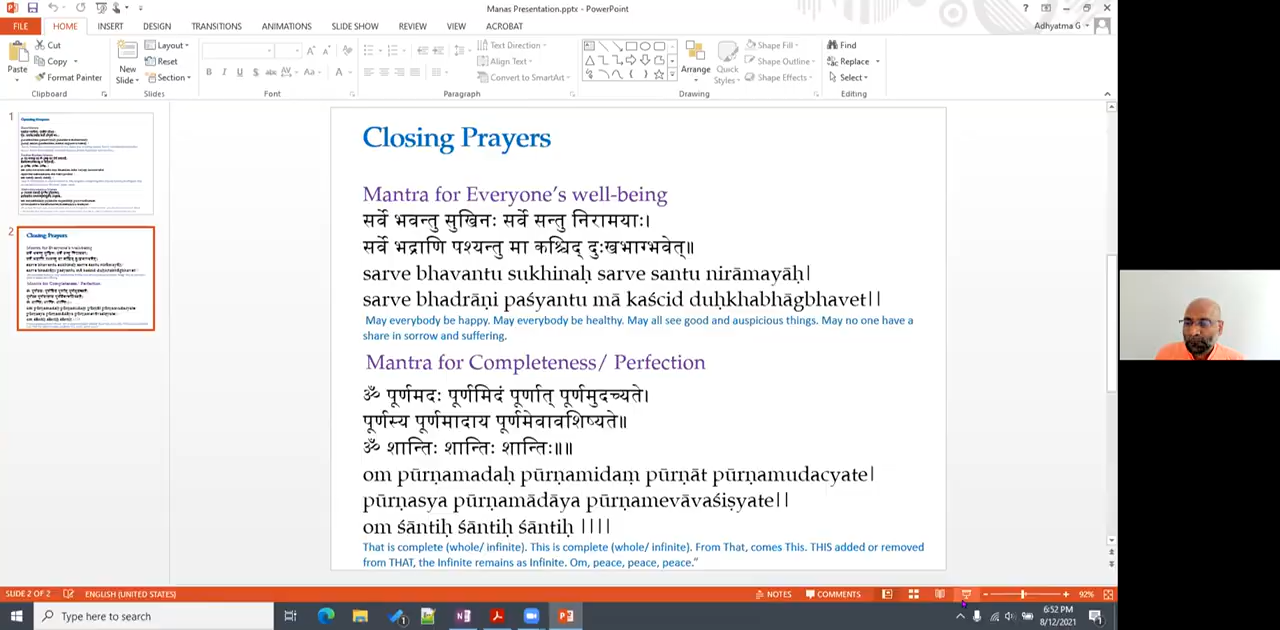 Manas Presentation.pptx - PowerPoint
FILE HOME INSERT DESIGN TRANSITIONS ANIMATIONS SLIDE SHOW REVIEW VIEW ACROBAT
Adhyatma G
Cut
Copy
Format Painter
Paste
Clipboard
New
Slide
Layout
Reset
Section
Slides
Font
Text Direction
Align Text
Convert to SmartArt
Paragraph
Arrange
Quick
Styles
Shape Fill
Shape Outline
Shape Effects
Drawing
Find
Replace
Select
Editing
1
2
Closing Prayers
Mantra for Everyone's well-being
सर्वे भवन्तु सुखिनः सर्वे सन्तु निरामयाः।
सर्वे भद्राणि पश्यन्तु मा कश्चिद् दुःखभाग्भवेत्॥
sarve bhavantu sukhinaḥ sarve santu nirāmayāḥ|
sarve bhadrāṇi paśyantu mā kaścid duḥkhabhāgbhavet||
May everybody be happy. May everybody be healthy. May all see good and auspicious things. May no one have a
share in sorrow and suffering.
Mantra for Completeness/ Perfection
ॐ पूर्णमदः पूर्णमिदं पूर्णात् पूर्णमुदच्यते।
पूर्णस्य पूर्णमादाय पूर्णमेवावशिष्यते॥
ॐ शान्तिः शान्तिः शान्तिः॥॥
om pūrṇamadaḥ pūrṇamidaṃ pūrṇāt pūrṇamudacyate|
pūrṇasya pūrṇamādāya pūrṇamevāvaśiṣyate||
om śāntiḥ śāntiḥ śāntiḥ ||||
That is complete (whole/ infinite). This is complete (whole/ infinite). From That, comes This. THIS added or removed
from THAT, the Infinite remains as Infinite. Om, peace, peace, peace.”
SLIDE 2 OF 2 ENGLISH (UNITED STATES) NOTES COMMENTS 92%
Type here to search
6:52 PM
8/12/2021